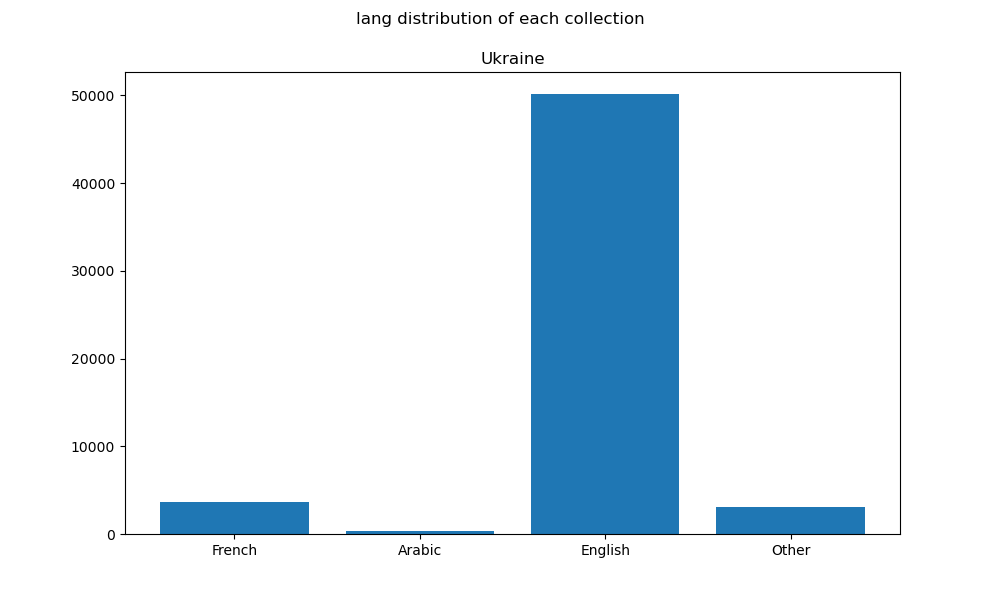 lang distribution of each collection
Ukraine
50000
40000
30000
20000
10000
0
French Arabic English Other